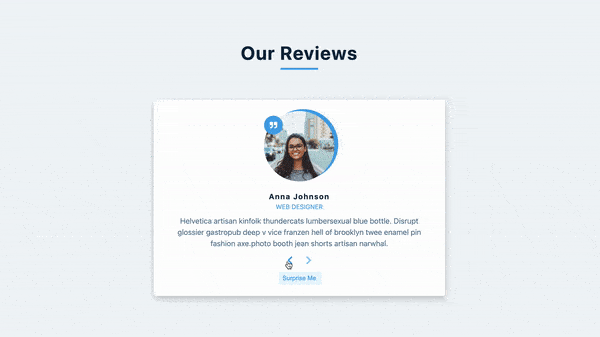 Our Reviews
Anna Johnson
WEB DESIGNER
Helvetica artisan kinfolk thundercats lumbersexual blue bottle. Disrupt
glossier gastropub deep v vice franzen hell of brooklyn twee enamel pin
fashion axe.photo booth jean shorts artisan narwhal.
Surprise Me